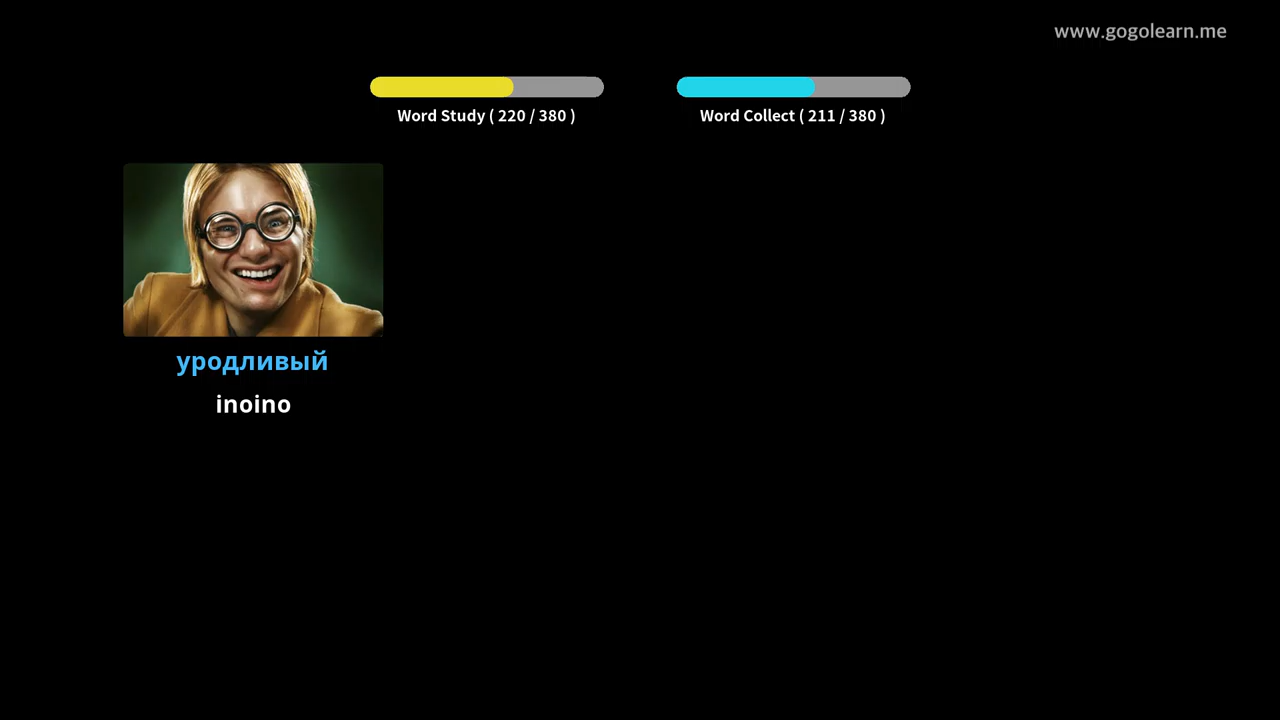 www.gogolearn.me
Word Study ( 220 / 380 )
Word Collect ( 211 / 380 )
уродливый
inoino